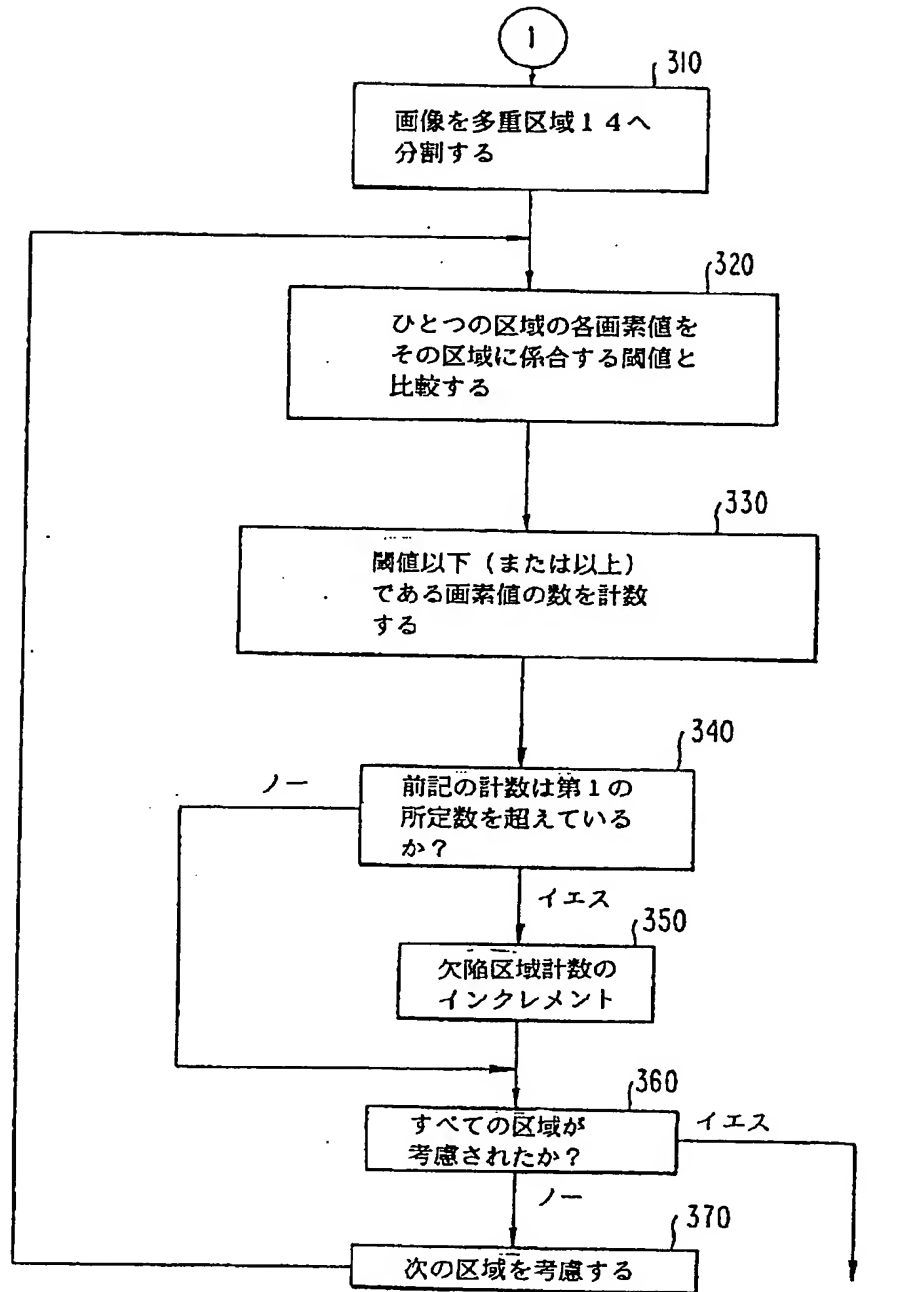 1
310
画像を多重区域14へ
分割する
320
ひとつの区域の各画素値を
その区域に係合する閾値と
比較する
330
閾値以下（または以上）
である画素値の数を計数
する
340
ノー
前記の計数は第1の
所定数を超えている
か？
イエス
350
欠陥区域計数の
インクレメント
360
すべての区域が
考慮されたか？
イエス
ノー
370
次の区域を考慮する